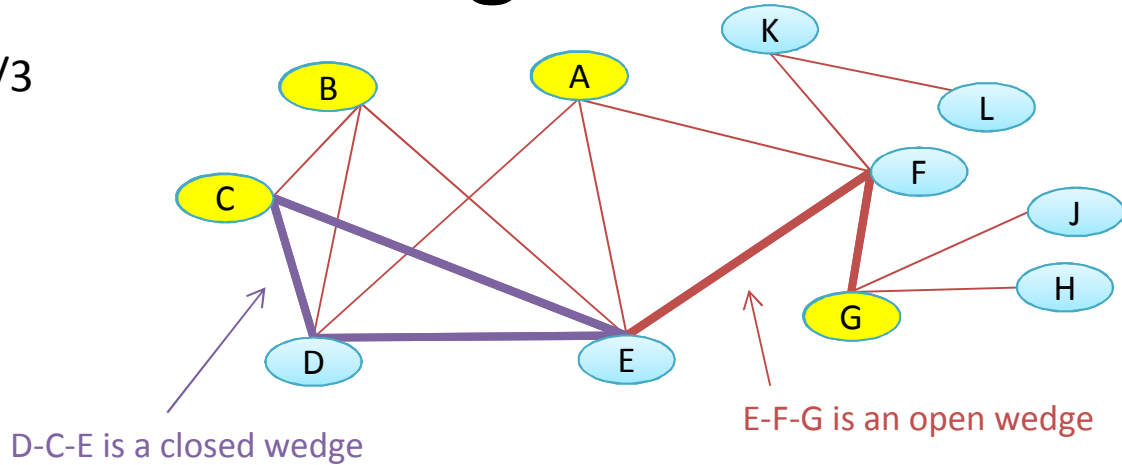 /3
K
A
B
L
F
C
J
H
G
D
E
E-F-G is an open wedge
D-C-E is a closed wedge